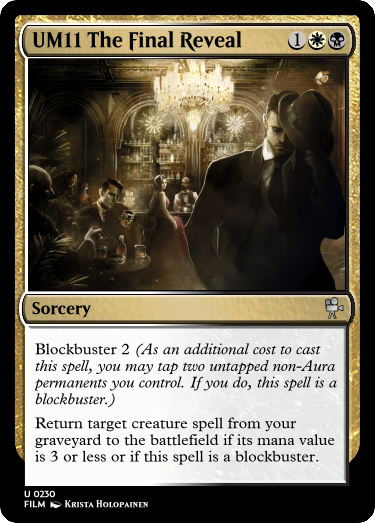 UM11 The Final Reveal 1
Sorcery
Blockbuster 2 (As an additional cost to cast
this spell, you may tap two untapped non-Aura
permanents you control. If you do, this spell is a
blockbuster.)
Return target creature spell from your
graveyard to the battlefield if its mana value
is 3 or less or if this spell is a blockbuster.
U 0230
FILM Krista Holopainen